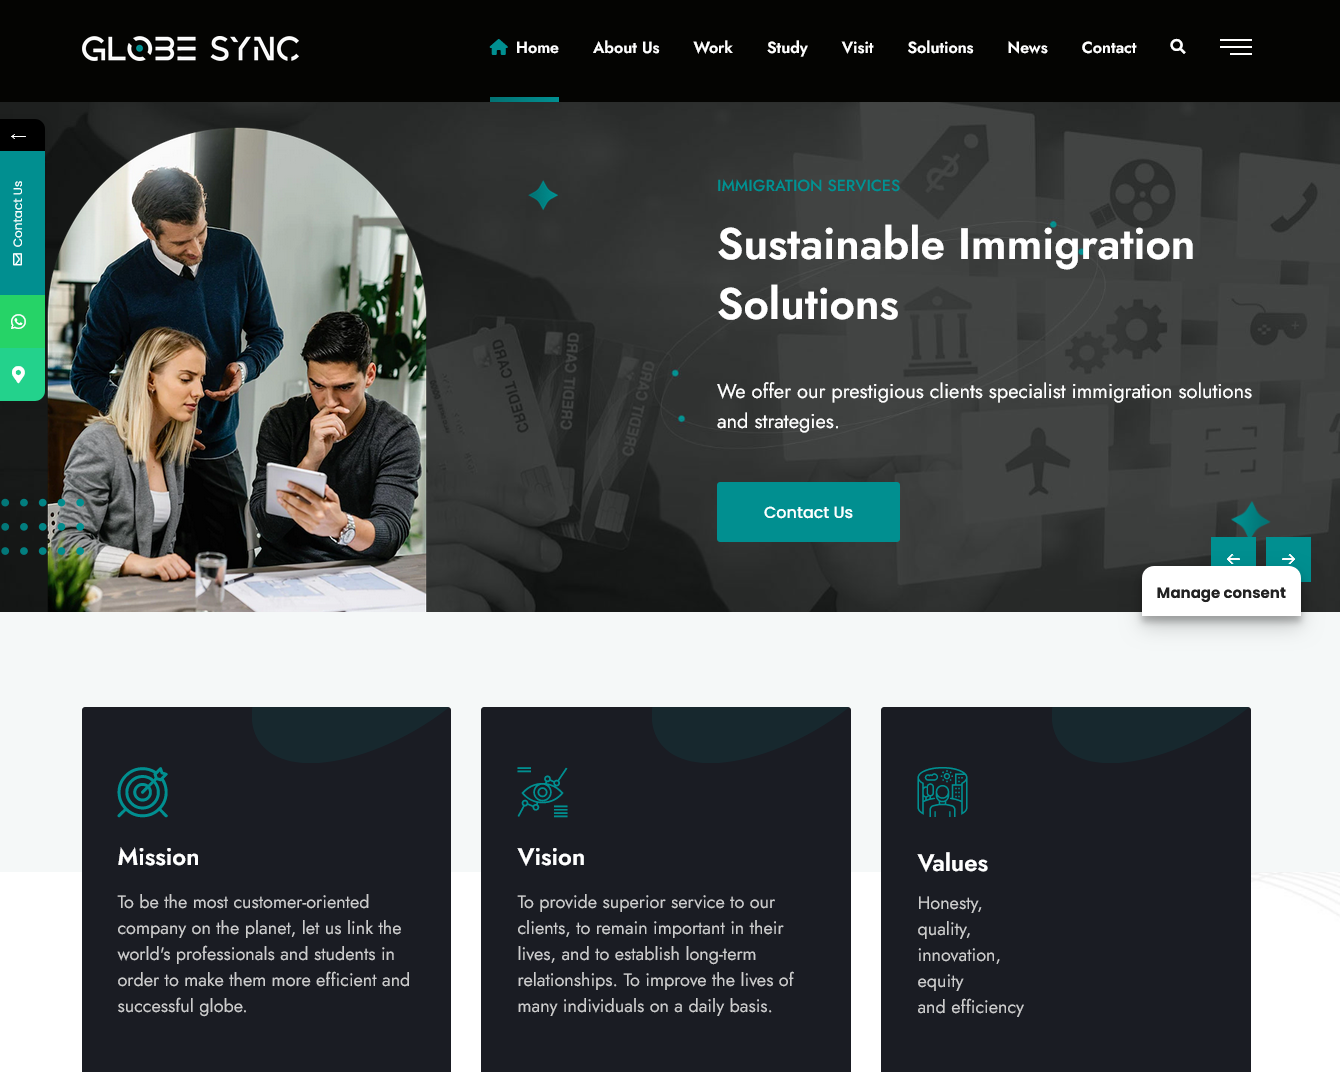 GLOBE SYNC
Home
About Us
Work
Study
Visit
Solutions
News
Contact
Contact Us
IMMIGRATION SERVICES
Sustainable Immigration
Solutions
We offer our prestigious clients specialist immigration solutions
and strategies.
Contact Us
CREDIT CARD
CREDIT CARD
CREDIT CARD
Manage consent
Mission
To be the most customer-oriented
company on the planet, let us link the
world's professionals and students in
order to make them more efficient and
successful globe.
Vision
To provide superior service to our
clients, to remain important in their
lives, and to establish long-term
relationships. To improve the lives of
many individuals on a daily basis.
Values
Honesty,
quality,
innovation,
equity
and efficiency